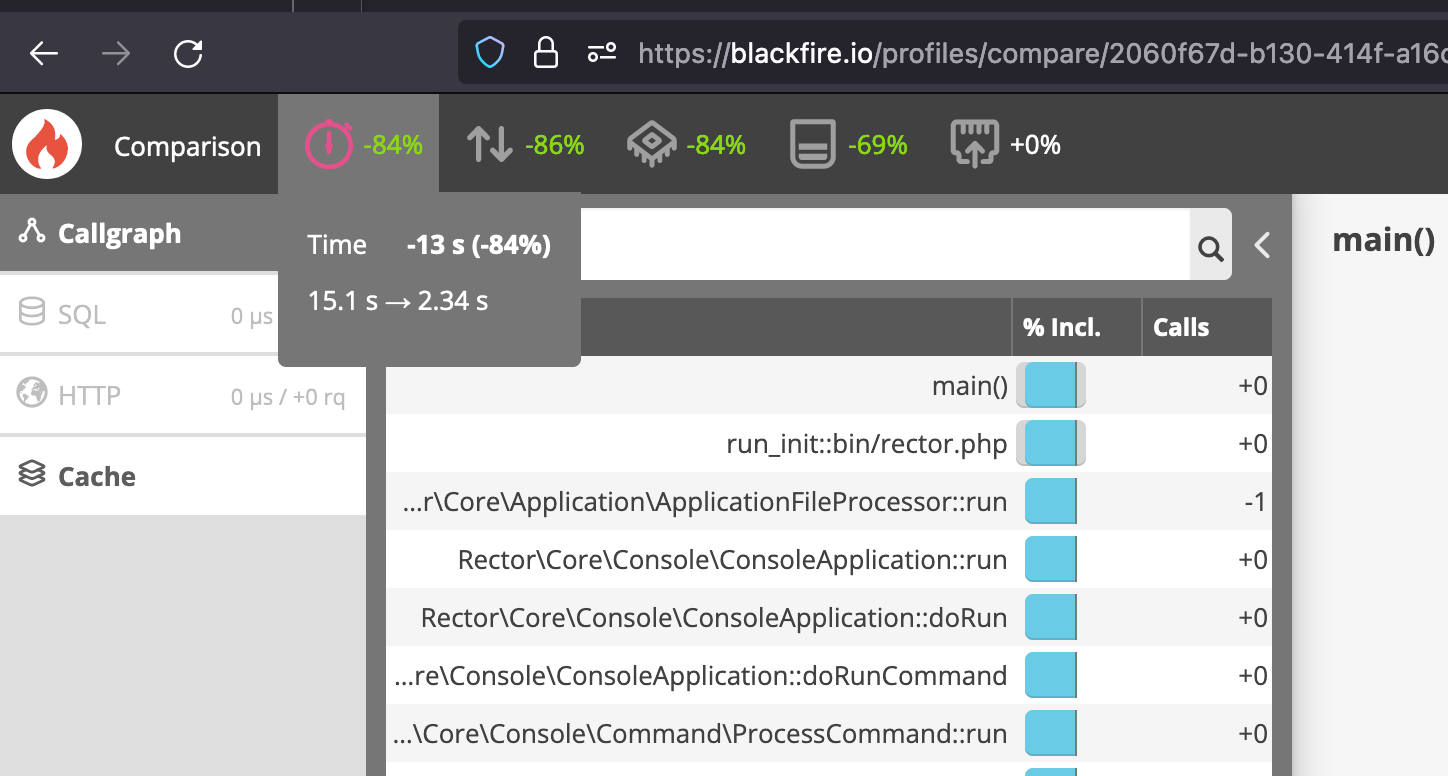 https://blackfire.io/profiles/compare/2060f67d-b130-414f-a16
Comparison
-84%
-86%
-84%
-69%
+0%
Callgraph
SQL 0 µs
HTTP 0 µs / +0 rq
Cache
Time -13 s (-84%)
15.1 s → 2.34 s
% Incl. Calls
main() +0
run_init::bin/rector.php +0
...r\Core\Application\ApplicationFileProcessor::run -1
Rector\Core\Console\ConsoleApplication::run +0
Rector\Core\Console\ConsoleApplication::doRun +0
...re\Console\ConsoleApplication::doRunCommand +0
...\Core\Console\Command\ProcessCommand::run +0
main()